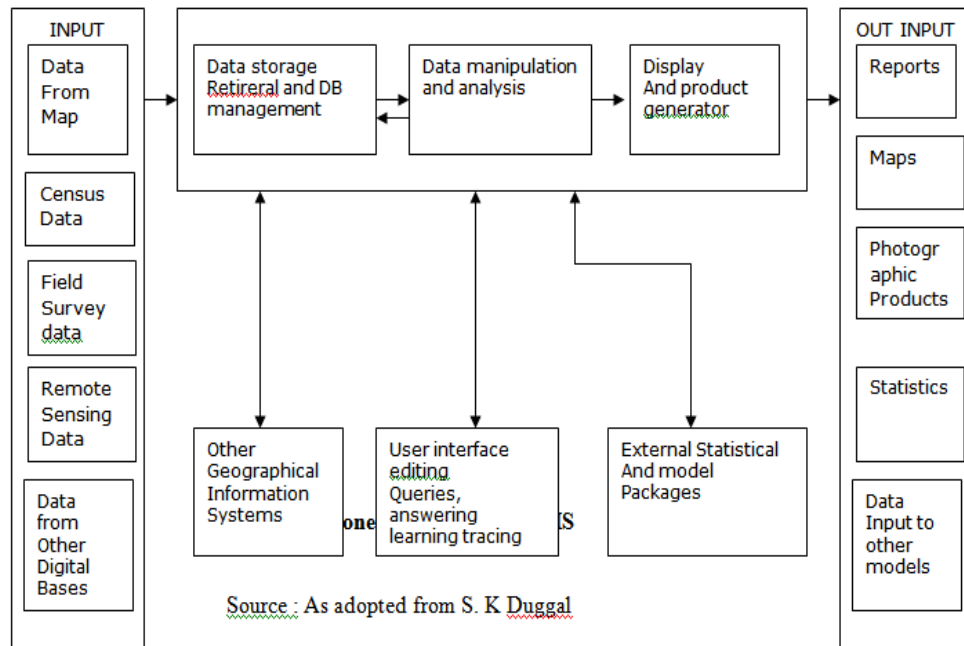 INPUT
Data
From
Map
Census
Data
Field
Survey
data
Remote
Sensing
Data
Data
from
Other
Digital
Bases
Data storage
Retireral and DB
management
Data manipulation
and analysis
Display
And product
generator
Other
Geographical
Information
Systems
User interface
editing
Queries,
answering
learning tracing
External Statistical
And model
Packages
Source : As adopted from S. K Duggal
OUT INPUT
Reports
Maps
Photogr
aphic
Products
Statistics
Data
Input to
other
models